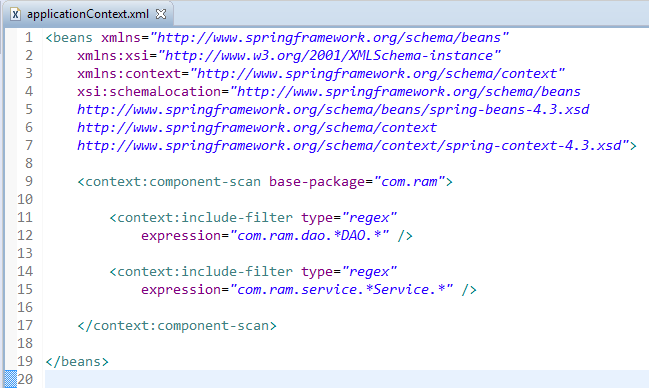 applicationContext.xml
1 <beans xmlns="http://www.springframework.org/schema/beans"
2 xmlns:xsi="http://www.w3.org/2001/XMLSchema-instance"
3 xmlns:context="http://www.springframework.org/schema/context"
4 xsi:schemaLocation="http://www.springframework.org/schema/beans
5 http://www.springframework.org/schema/beans/spring-beans-4.3.xsd
6 http://www.springframework.org/schema/context
7 http://www.springframework.org/schema/context/spring-context-4.3.xsd">
8
9 <context:component-scan base-package="com.ram">
10
11 <context:include-filter type="regex"
12 expression="com.ram.dao.*DAO.*" />
13
14 <context:include-filter type="regex"
15 expression="com.ram.service.*Service.*" />
16
17 </context:component-scan>
18
19 </beans>
20